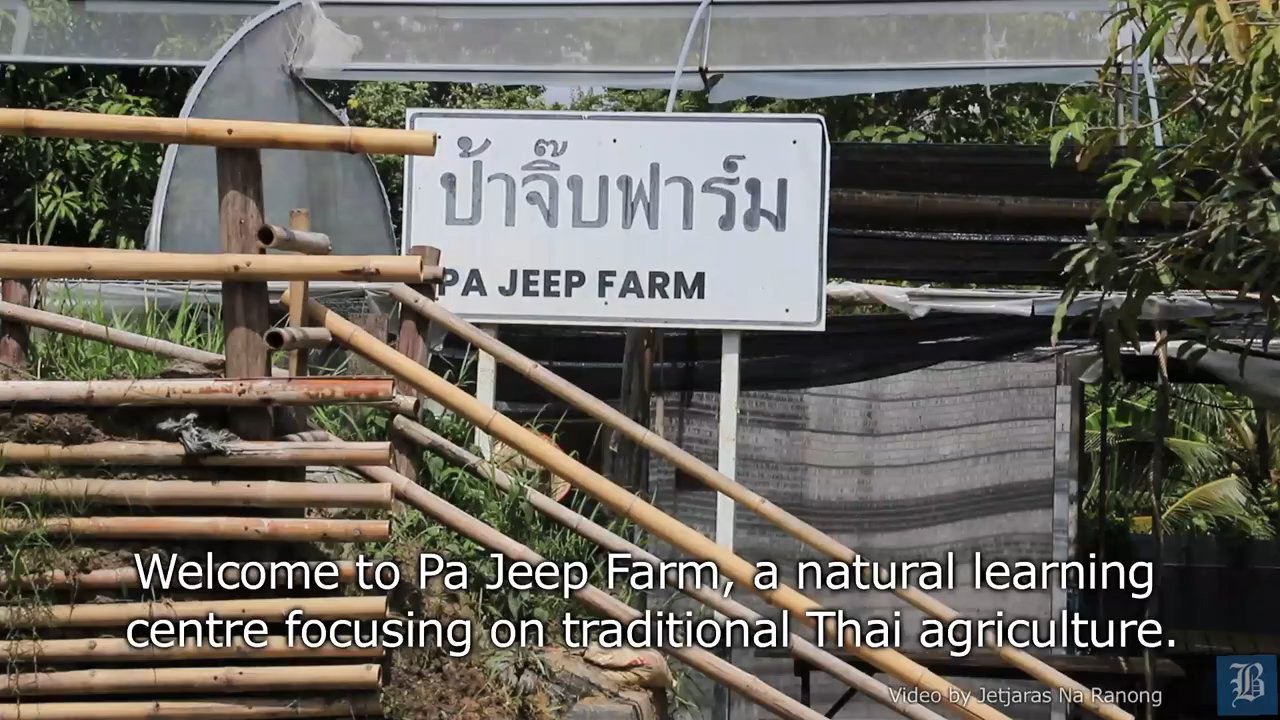 ป้าจิ๊บฟาร์ม
PA JEEP FARM
Welcome to Pa Jeep Farm, a natural learning
centre focusing on traditional Thai agriculture.
Video by Jetjaras Na Ranong
B